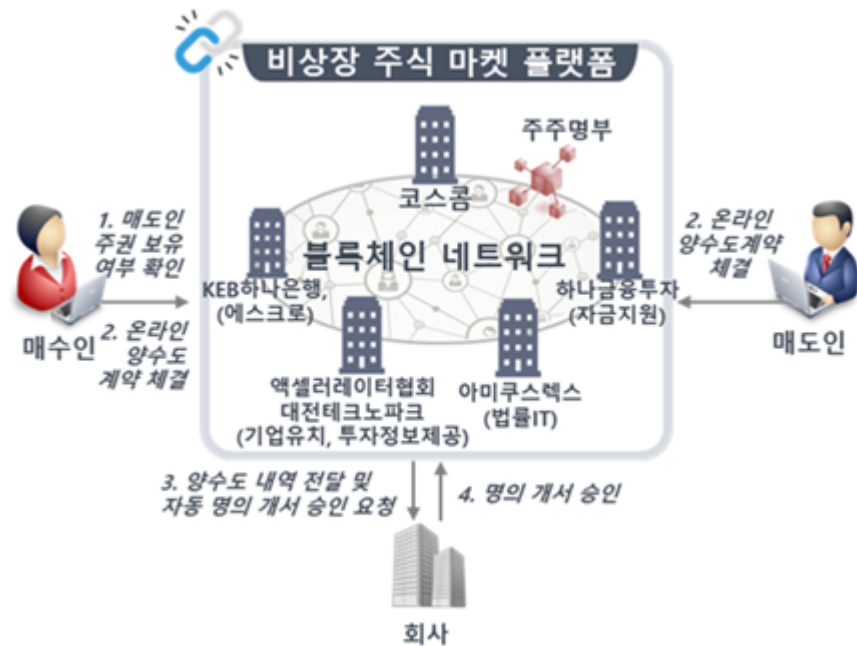 비상장 주식 마켓 플랫폼
주주명부
코스콤
블록체인 네트워크
KEB하나은행,
(에스크로)
하나금융투자
(자금지원)
액셀러레이터협회
대전테크노파크
(기업유치, 투자정보제공)
아미쿠스렉스
(법률IT)
1. 매도인
주권 보유
여부 확인
2. 온라인
양수도
계약 체결
매수인
2. 온라인
양수도계약
체결
매도인
3. 양수도 내역 전달 및
자동 명의 개서 승인 요청
4. 명의 개서 승인
회사